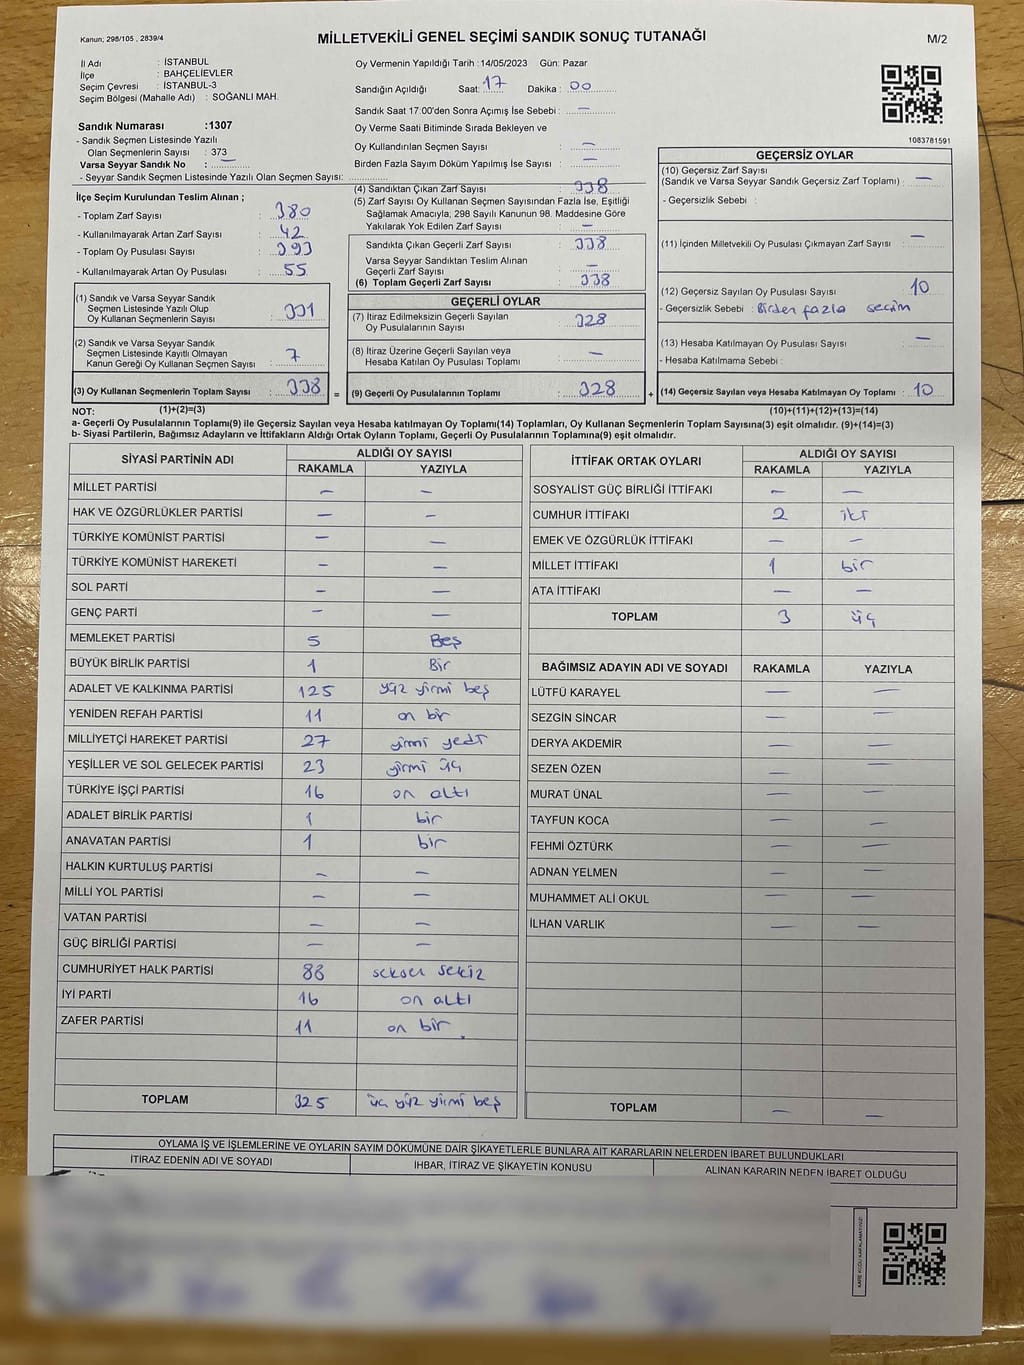 Kanun; 298/105 , 2839/4
MİLLETVEKİLİ GENEL SEÇİMİ SANDIK SONUÇ TUTANAĞI
M/2
İl Adı : İSTANBUL
İlçe : BAHÇELİEVLER
Seçim Çevresi : İSTANBUL-3
Seçim Bölgesi (Mahalle Adı) : SOĞANLI MAH.
Sandık Numarası :1307
- Sandık Seçmen Listesinde Yazılı
Olan Seçmenlerin Sayısı : 373
Varsa Seyyar Sandık No : —
- Seyyar Sandık Seçmen Listesinde Yazılı Olan Seçmen Sayısı:
Oy Vermenin Yapıldığı Tarih :14/05/2023 Gün: Pazar
Sandığın Açıldığı Saat: 17 Dakika : 00
Sandık Saat 17:00'den Sonra Açımış İse Sebebi : —
Oy Verme Saati Bitiminde Sırada Bekleyen ve
Oy Kullandırılan Seçmen Sayısı : —
Birden Fazla Sayım Döküm Yapılmış İse Sayısı : —
1083781591
İlçe Seçim Kurulundan Teslim Alınan ;
- Toplam Zarf Sayısı : 380
- Kullanılmayarak Artan Zarf Sayısı : 42
- Toplam Oy Pusulası Sayısı : 393
- Kullanılmayarak Artan Oy Pusulası : 55
(1) Sandık ve Varsa Seyyar Sandık
Seçmen Listesinde Yazılı Olup
Oy Kullanan Seçmenlerin Sayısı : 331
(2) Sandık ve Varsa Seyyar Sandık
Seçmen Listesinde Kayıtlı Olmayan
Kanun Gereği Oy Kullanan Seçmen Sayısı : 7
(3) Oy Kullanan Seçmenlerin Toplam Sayısı : 338
(4) Sandıktan Çıkan Zarf Sayısı : 338
(5) Zarf Sayısı Oy Kullanan Seçmen Sayısından Fazla İse, Eşitliği
Sağlamak Amacıyla; 298 Sayılı Kanunun 98. Maddesine Göre
Yakılarak Yok Edilen Zarf Sayısı : —
Sandıkta Çıkan Geçerli Zarf Sayısı : 338
Varsa Seyyar Sandıktan Teslim Alınan
Geçerli Zarf Sayısı : —
(6) Toplam Geçerli Zarf Sayısı : 338
GEÇERLİ OYLAR
(7) İtiraz Edilmeksizin Geçerli Sayılan
Oy Pusulalarının Sayısı : 328
(8) İtiraz Üzerine Geçerli Sayılan veya
Hesaba Katılan Oy Pusulası Toplamı : —
= (9) Geçerli Oy Pusulalarının Toplamı : 328
GEÇERSİZ OYLAR
(10) Geçersiz Zarf Sayısı
(Sandık ve Varsa Seyyar Sandık Geçersiz Zarf Toplamı) : —
- Geçersizlik Sebebi :
(11) İçinden Milletvekili Oy Pusulası Çıkmayan Zarf Sayısı : —
(12) Geçersiz Sayılan Oy Pusulası Sayısı : 10
- Geçersizlik Sebebi : Birden fazla seçim
(13) Hesaba Katılmayan Oy Pusulası Sayısı : —
- Hesaba Katılmama Sebebi :
+ (14) Geçersiz Sayılan veya Hesaba Katılmayan Oy Toplamı : 10
NOT: (1)+(2)=(3) (10)+(11)+(12)+(13)=(14)
a- Geçerli Oy Pusulalarının Toplamı(9) ile Geçersiz Sayılan veya Hesaba katılmayan Oy Toplamı(14) Toplamları, Oy Kullanan Seçmenlerin Toplam Sayısına(3) eşit olmalıdır. (9)+(14)=(3)
b- Siyasi Partilerin, Bağımsız Adayların ve İttifakların Aldığı Ortak Oyların Toplamı, Geçerli Oy Pusulalarının Toplamına(9) eşit olmalıdır.
SİYASİ PARTİNİN ADI ALDIĞI OY SAYISI
RAKAMLA YAZIYLA
MİLLET PARTİSİ — —
HAK VE ÖZGÜRLÜKLER PARTİSİ — —
TÜRKİYE KOMÜNİST PARTİSİ — —
TÜRKİYE KOMÜNİST HAREKETİ — —
SOL PARTİ — —
GENÇ PARTİ — —
MEMLEKET PARTİSİ 5 Beş
BÜYÜK BİRLİK PARTİSİ 1 Bir
ADALET VE KALKINMA PARTİSİ 125 yüz yirmi beş
YENİDEN REFAH PARTİSİ 11 on bir
MİLLİYETÇİ HAREKET PARTİSİ 27 yirmi yedi
YEŞİLLER VE SOL GELECEK PARTİSİ 23 yirmi üç
TÜRKİYE İŞÇİ PARTİSİ 16 on altı
ADALET BİRLİK PARTİSİ 1 bir
ANAVATAN PARTİSİ 1 bir
HALKIN KURTULUŞ PARTİSİ — —
MİLLİ YOL PARTİSİ — —
VATAN PARTİSİ — —
GÜÇ BİRLİĞİ PARTİSİ — —
CUMHURİYET HALK PARTİSİ 88 seksen sekiz
İYİ PARTİ 16 on altı
ZAFER PARTİSİ 11 on bir
TOPLAM 325 üç yüz yirmi beş
İTTİFAK ORTAK OYLARI ALDIĞI OY SAYISI
RAKAMLA YAZIYLA
SOSYALİST GÜÇ BİRLİĞİ İTTİFAKI — —
CUMHUR İTTİFAKI 2 iki
EMEK VE ÖZGÜRLÜK İTTİFAKI — —
MİLLET İTTİFAKI 1 bir
ATA İTTİFAKI — —
TOPLAM 3 üç
BAĞIMSIZ ADAYIN ADI VE SOYADI RAKAMLA YAZIYLA
LÜTFÜ KARAYEL — —
SEZGİN SİNCAR — —
DERYA AKDEMİR — —
SEZEN ÖZEN — —
MURAT ÜNAL — —
TAYFUN KOCA — —
FEHMİ ÖZTÜRK — —
ADNAN YELMEN — —
MUHAMMET ALİ OKUL — —
İLHAN VARLIK — —
TOPLAM — —
OYLAMA İŞ VE İŞLEMLERİNE VE OYLARIN SAYIM DÖKÜMÜNE DAİR ŞİKAYETLERLE BUNLARA AİT KARARLARIN NELERDEN İBARET BULUNDUKLARI
İTİRAZ EDENİN ADI VE SOYADI İHBAR, İTİRAZ VE ŞİKAYETİN KONUSU ALINAN KARARIN NEDEN İBARET OLDUĞU
KARE KODU KARALAMAYINIZ!